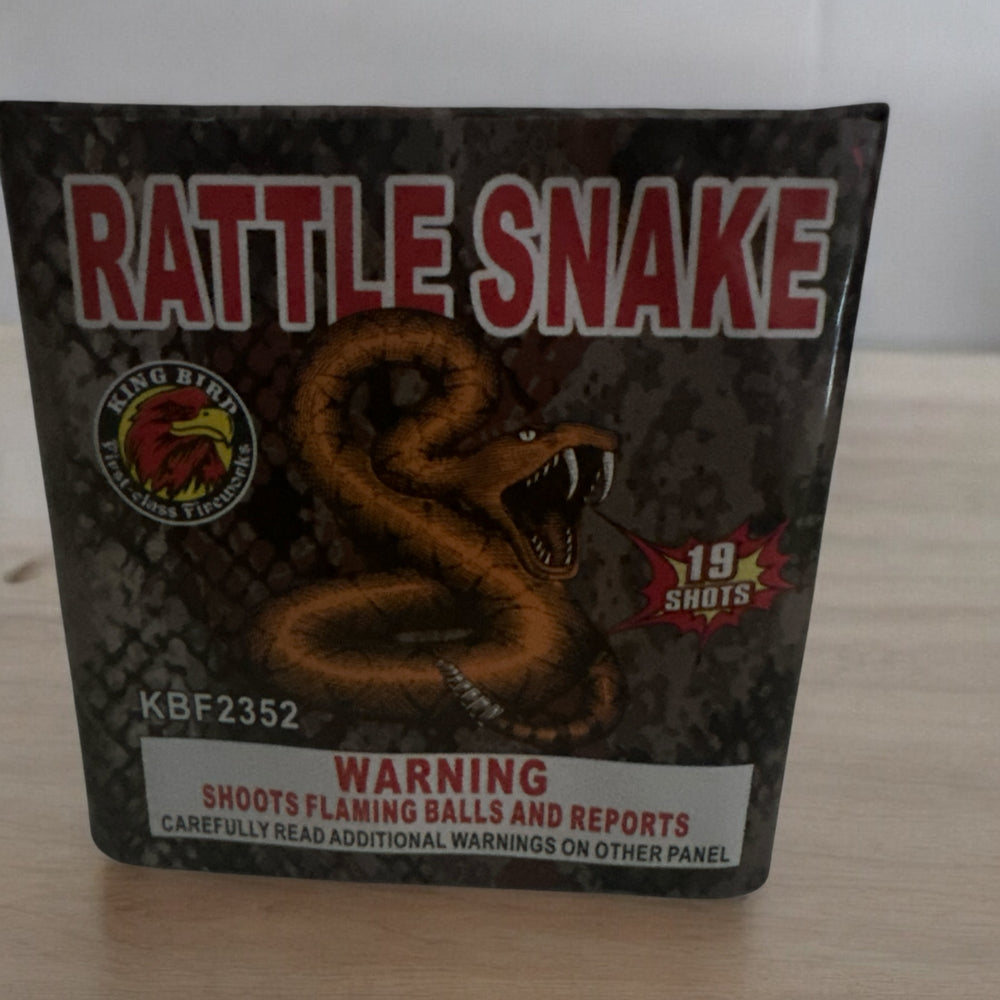 RATTLE SNAKE
KING BIRD
First-class Fireworks
19
SHOTS
KBF2352
WARNING
SHOOTS FLAMING BALLS AND REPORTS
CAREFULLY READ ADDITIONAL WARNINGS ON OTHER PANEL